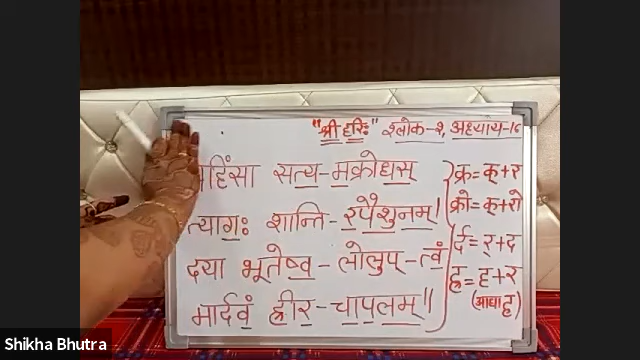 "श्री हरिः" श्लोक-२, अध्याय-१६
हिंसा सत्य-मक्रोधस्
त्यागः शान्ति-रपैशुनम्।
दया भूतेष्व-लोलुप्-त्वं
मार्दवं ह्रीर-चापलम्॥
क्र=क्+र
क्रो=क्+रो
र्द=र्+द
ह्र=ह्+र
(आधा ह्)
Shikha Bhutra